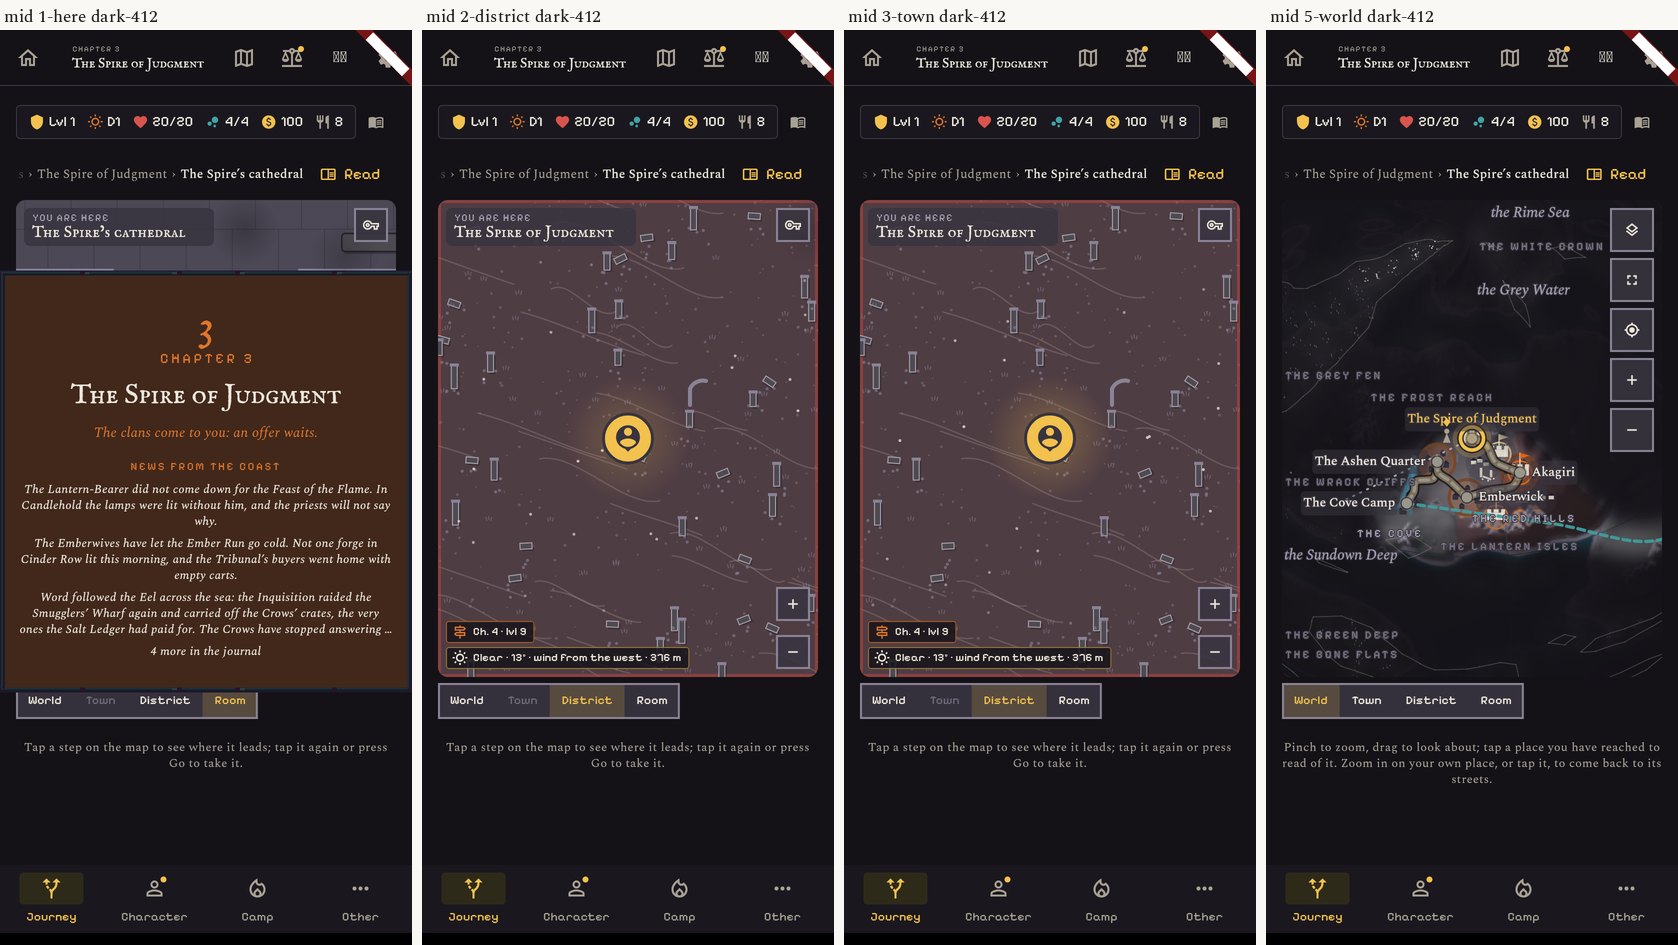 mid 1-here dark-412
CHAPTER 3
The Spire of Judgment
Lvl 1 D1 20/20 4/4 100 8
s › The Spire of Judgment › The Spire's cathedral Read
YOU ARE HERE
The Spire's cathedral
3
CHAPTER 3
The Spire of Judgment
The clans come to you: an offer waits.
NEWS FROM THE COAST
The Lantern-Bearer did not come down for the Feast of the Flame. In
Candlehold the lamps were lit without him, and the priests will not say
why.
The Emberwives have let the Ember Run go cold. Not one forge in
Cinder Row lit this morning, and the Tribunal's buyers went home with
empty carts.
Word followed the Eel across the sea: the Inquisition raided the
Smugglers' Wharf again and carried off the Crows' crates, the very
ones the Salt Ledger had paid for. The Crows have stopped answering ...
4 more in the journal
World Town District Room
Tap a step on the map to see where it leads; tap it again or press
Go to take it.
Journey Character Camp Other
mid 2-district dark-412
CHAPTER 3
The Spire of Judgment
Lvl 1 D1 20/20 4/4 100 8
s › The Spire of Judgment › The Spire's cathedral Read
YOU ARE HERE
The Spire of Judgment
Ch. 4 · lvl 9
Clear · 13° · wind from the west · 376 m
World Town District Room
Tap a step on the map to see where it leads; tap it again or press
Go to take it.
Journey Character Camp Other
mid 3-town dark-412
CHAPTER 3
The Spire of Judgment
Lvl 1 D1 20/20 4/4 100 8
s › The Spire of Judgment › The Spire's cathedral Read
YOU ARE HERE
The Spire of Judgment
Ch. 4 · lvl 9
Clear · 13° · wind from the west · 376 m
World Town District Room
Tap a step on the map to see where it leads; tap it again or press
Go to take it.
Journey Character Camp Other
mid 5-world dark-412
CHAPTER 3
The Spire of Judgment
Lvl 1 D1 20/20 4/4 100 8
s › The Spire of Judgment › The Spire's cathedral Read
the Rime Sea
THE WHITE CROWN
the Grey Water
THE GREY FEN
THE FROST REACH
The Spire of Judgment
The Ashen Quarter
Akagiri
THE WRACK CLIFFS
Emberwick
The Cove Camp
THE RED HILLS
THE COVE
THE LANTERN ISLES
the Sundown Deep
THE GREEN DEEP
THE BONE FLATS
World Town District Room
Pinch to zoom, drag to look about; tap a place you have reached to
read of it. Zoom in on your own place, or tap it, to come back to its
streets.
Journey Character Camp Other